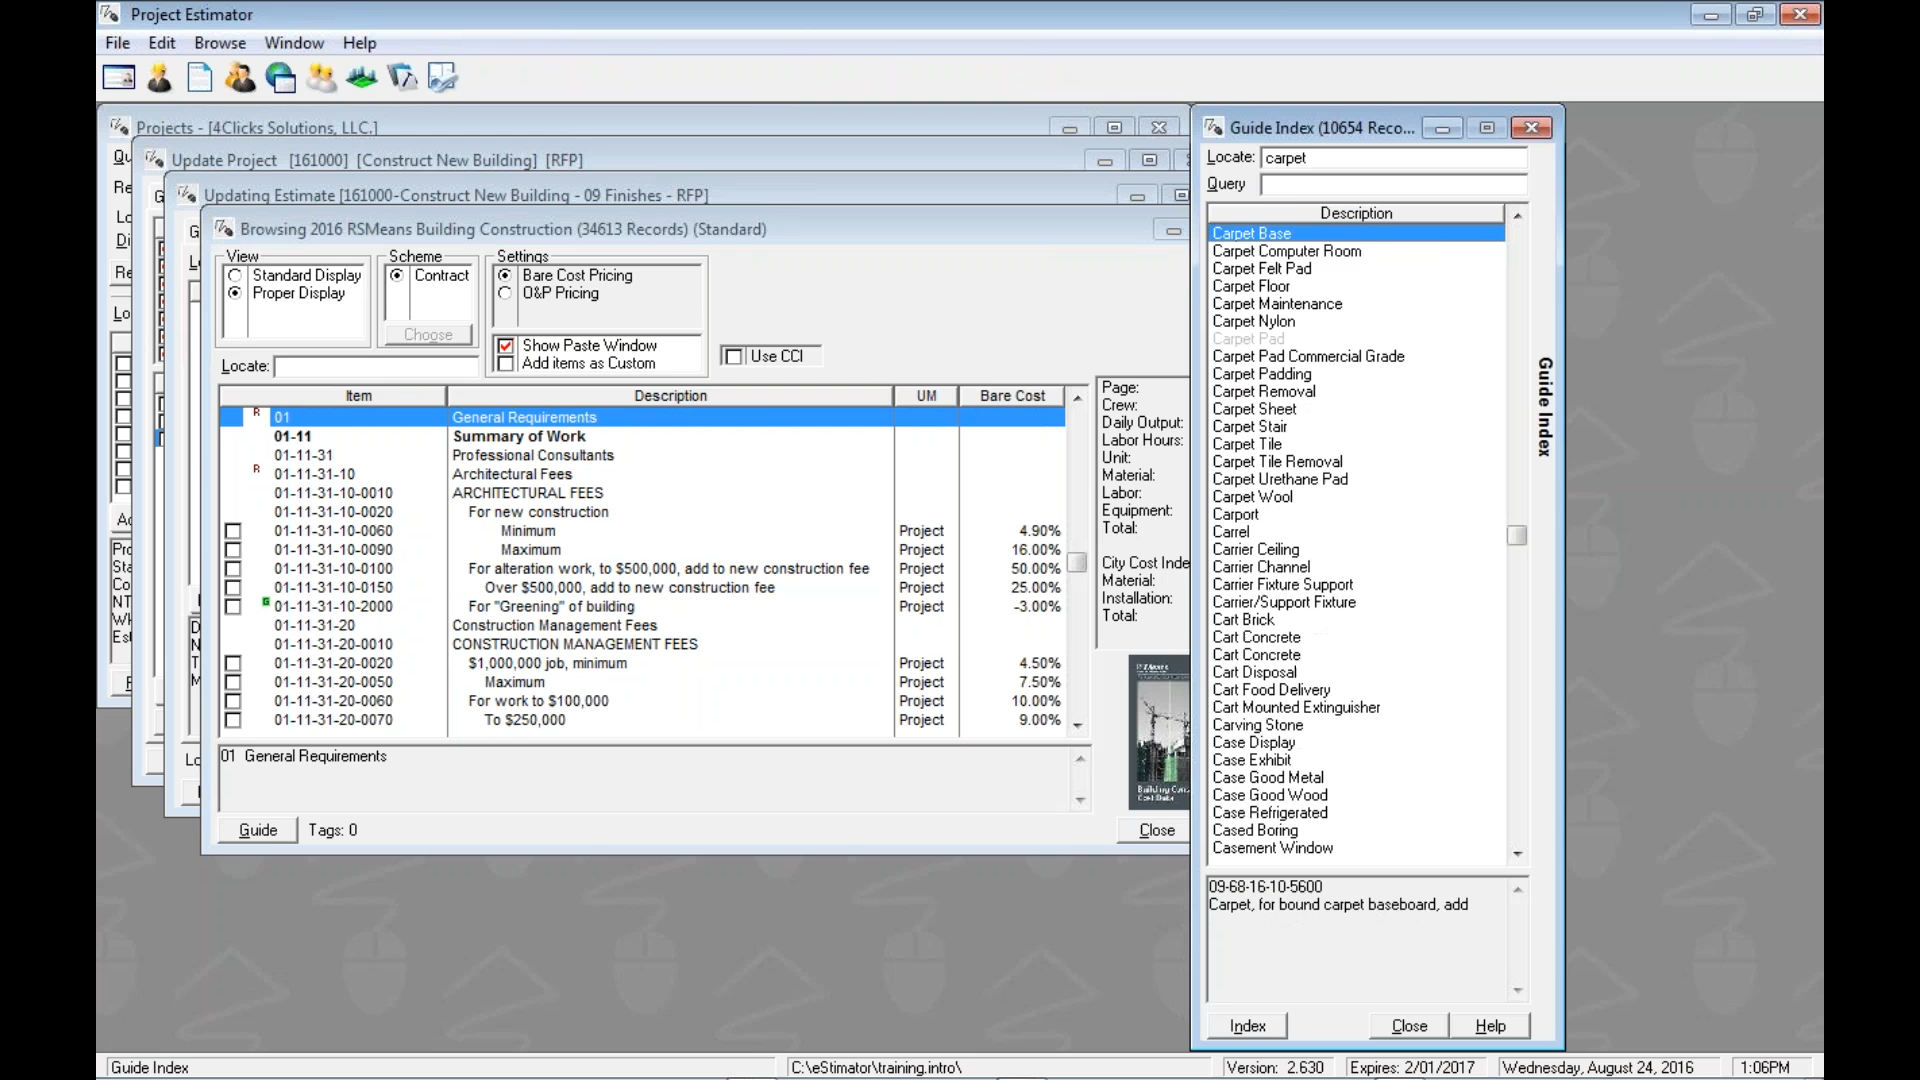 Project Estimator
File Edit Browse Window Help
Projects - [4Clicks Solutions, LLC.]
Update Project [161000] [Construct New Building] [RFP]
Updating Estimate [161000-Construct New Building - 09 Finishes - RFP]
Browsing 2016 RSMeans Building Construction (34613 Records) (Standard)
View
Standard Display
Proper Display
Scheme
Contract
Choose
Settings
Bare Cost Pricing
O&P Pricing
Show Paste Window
Add items as Custom
Use CCI
Locate:
Item Description UM Bare Cost
R 01 General Requirements
01-11 Summary of Work
01-11-31 Professional Consultants
R 01-11-31-10 Architectural Fees
01-11-31-10-0010 ARCHITECTURAL FEES
01-11-31-10-0020 For new construction
01-11-31-10-0060 Minimum Project 4.90%
01-11-31-10-0090 Maximum Project 16.00%
01-11-31-10-0100 For alteration work, to $500,000, add to new construction fee Project 50.00%
01-11-31-10-0150 Over $500,000, add to new construction fee Project 25.00%
G 01-11-31-10-2000 For "Greening" of building Project -3.00%
01-11-31-20 Construction Management Fees
01-11-31-20-0010 CONSTRUCTION MANAGEMENT FEES
01-11-31-20-0020 $1,000,000 job, minimum Project 4.50%
01-11-31-20-0050 Maximum Project 7.50%
01-11-31-20-0060 For work to $100,000 Project 10.00%
01-11-31-20-0070 To $250,000 Project 9.00%
01 General Requirements
Guide Tags: 0
Close
Page:
Crew:
Daily Output:
Labor Hours:
Unit:
Material:
Labor:
Equipment:
Total:
City Cost Inde
Material:
Installation:
Total:
Guide Index (10654 Reco...
Locate: carpet
Query
Description
Carpet Base
Carpet Computer Room
Carpet Felt Pad
Carpet Floor
Carpet Maintenance
Carpet Nylon
Carpet Pad
Carpet Pad Commercial Grade
Carpet Padding
Carpet Removal
Carpet Sheet
Carpet Stair
Carpet Tile
Carpet Tile Removal
Carpet Urethane Pad
Carpet Wool
Carport
Carrel
Carrier Ceiling
Carrier Channel
Carrier Fixture Support
Carrier/Support Fixture
Cart Brick
Cart Concrete
Cart Concrete
Cart Disposal
Cart Food Delivery
Cart Mounted Extinguisher
Carving Stone
Case Display
Case Exhibit
Case Good Metal
Case Good Wood
Case Refrigerated
Cased Boring
Casement Window
Guide Index
09-68-16-10-5600
Carpet, for bound carpet baseboard, add
Index Close Help
Guide Index C:\eStimator\training.intro\ Version: 2.630 Expires: 2/01/2017 Wednesday, August 24, 2016 1:06PM